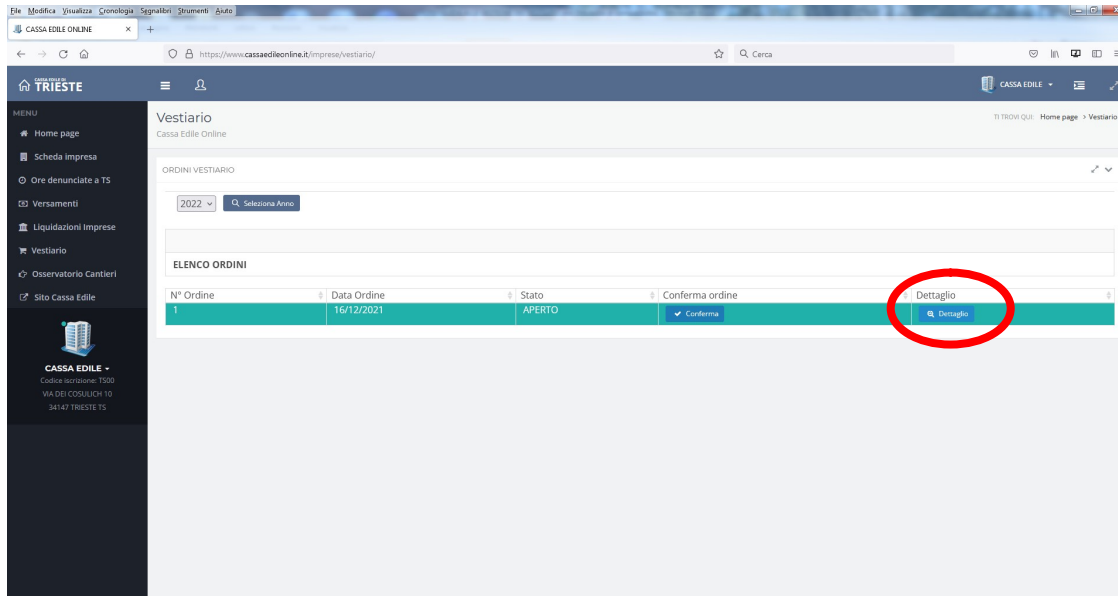 File Modifica Visualizza Cronologia Segnalibri Strumenti Aiuto
CASSA EDILE ONLINE × +
https://www.cassaedileonline.it/imprese/vestiario/
Cerca
CASSA EDILE DI
TRIESTE
CASSA EDILE
MENU
Home page
Scheda impresa
Ore denunciate a TS
Versamenti
Liquidazioni Imprese
Vestiario
Osservatorio Cantieri
Sito Cassa Edile
CASSA EDILE
Codice iscrizione: TS00
VIA DEI COSULICH 10
34147 TRIESTE TS
Vestiario
Cassa Edile Online
TI TROVI QUI: Home page > Vestiario
ORDINI VESTIARIO
2022 Seleziona Anno
ELENCO ORDINI
N° Ordine Data Ordine Stato Conferma ordine Dettaglio
1 16/12/2021 APERTO Conferma Dettaglio